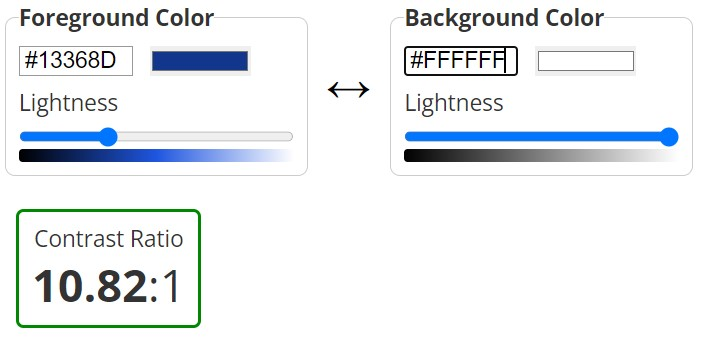 Foreground Color
#13368D
Lightness
Background Color
#FFFFFF
Lightness
Contrast Ratio
10.82:1